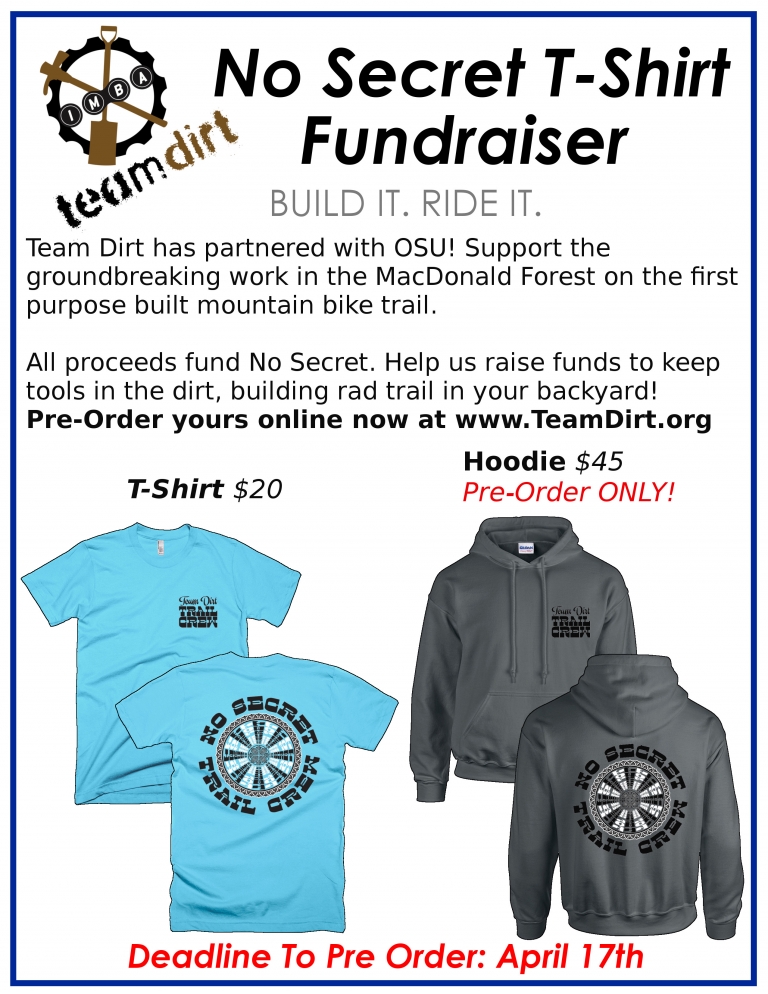 No Secret T-Shirt
Fundraiser
IMBA
teamdirt
BUILD IT. RIDE IT.
Team Dirt has partnered with OSU! Support the
groundbreaking work in the MacDonald Forest on the first
purpose built mountain bike trail.
All proceeds fund No Secret. Help us raise funds to keep
tools in the dirt, building rad trail in your backyard!
Pre-Order yours online now at www.TeamDirt.org
T-Shirt $20
Hoodie $45
Pre-Order ONLY!
Team Dirt
TRAIL
CREW
Team Dirt
TRAIL
CREW
NO SECRET
TRAIL CREW
NO SECRET
TRAIL CREW
Deadline To Pre Order: April 17th